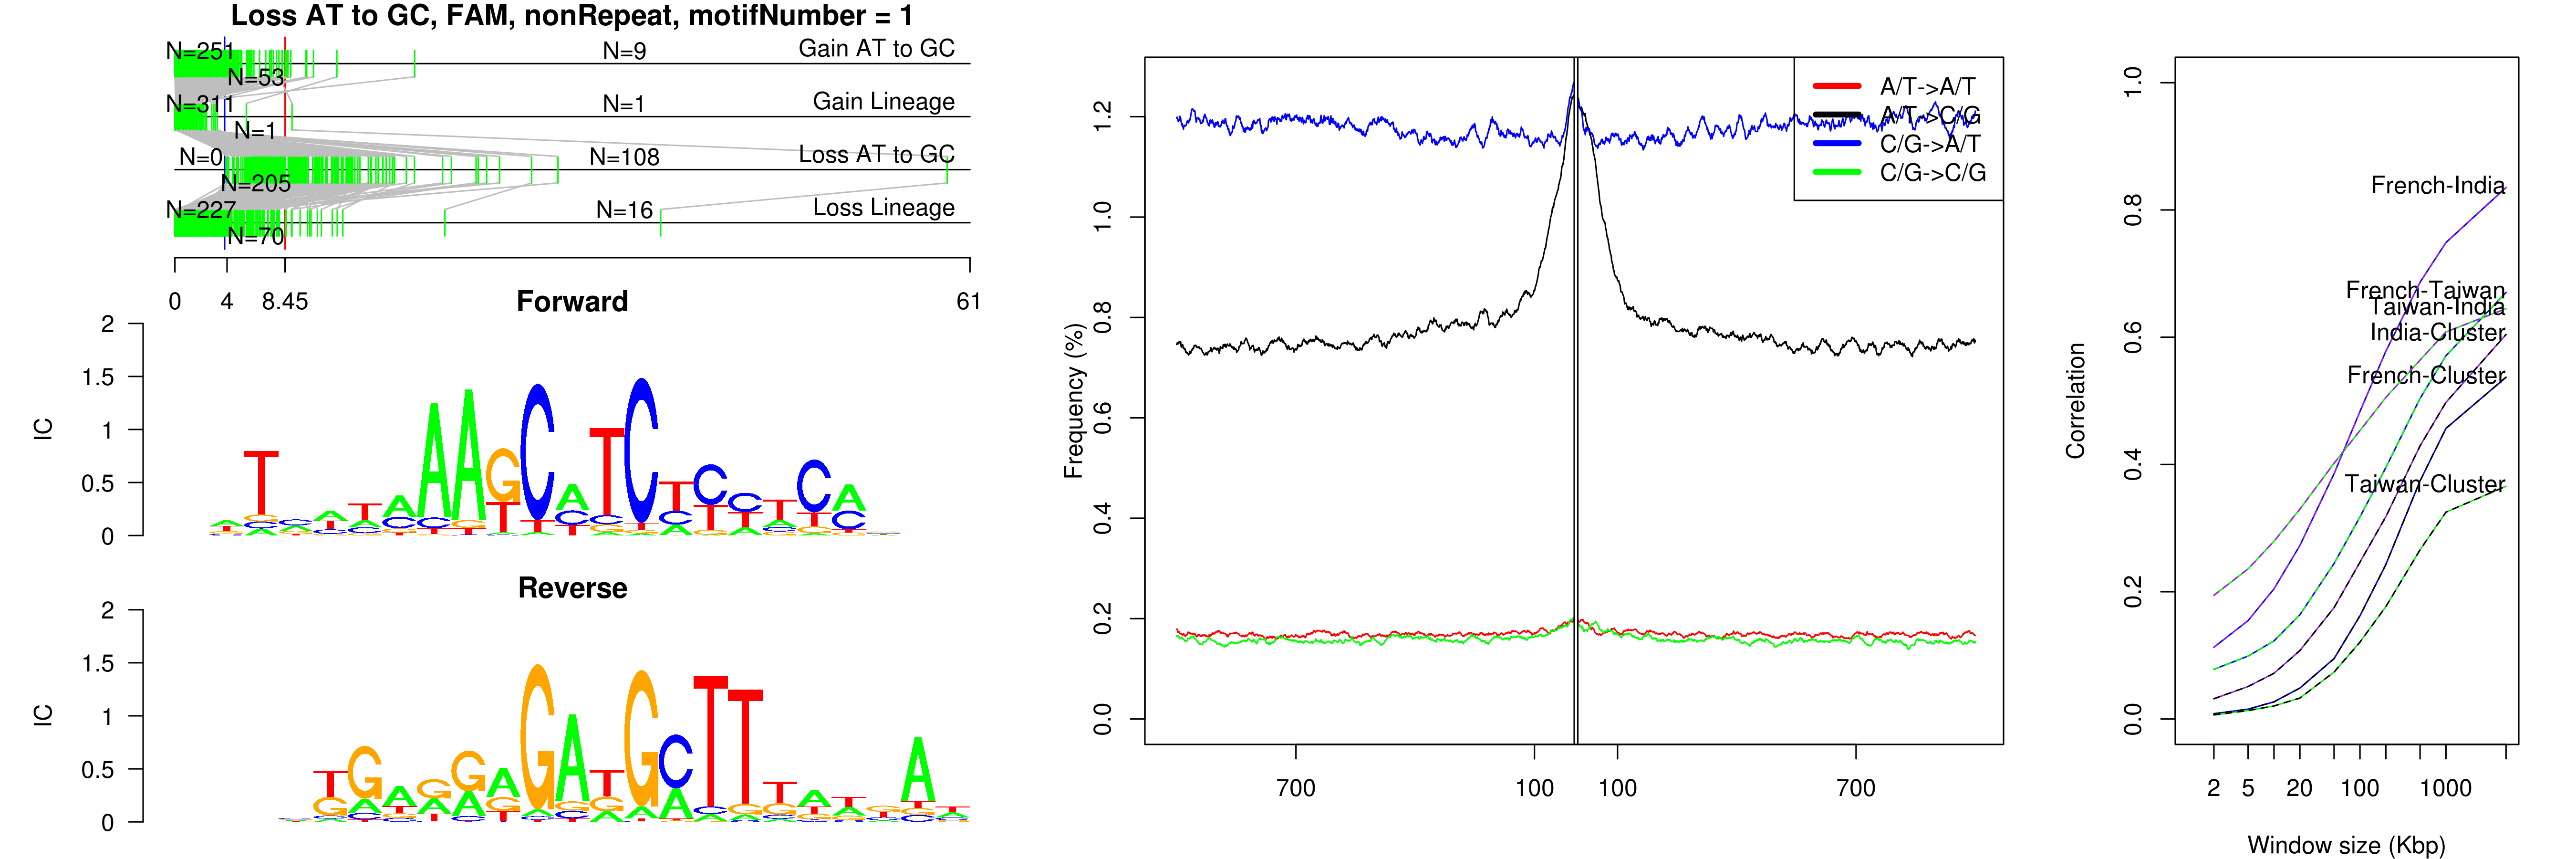 Loss AT to GC, FAM, nonRepeat, motifNumber = 1
N=251
N=9
Gain AT to GC
N=53
N=311
N=1
Gain Lineage
N=1
N=0
N=108
Loss AT to GC
N=205
N=227
N=16
Loss Lineage
N=70
0 4 8.45 61
Forward
IC
2
1.5
1
0.5
0
Reverse
IC
2
1.5
1
0.5
0
Frequency (%)
1.2
1.0
0.8
0.6
0.4
0.2
0.0
700 100 100 700
A/T->A/T
A/T->C/G
C/G->A/T
C/G->C/G
Correlation
1.0
0.8
0.6
0.4
0.2
0.0
French-India
French-Taiwan
Taiwan-India
India-Cluster
French-Cluster
Taiwan-Cluster
2 5 20 100 1000
Window size (Kbp)